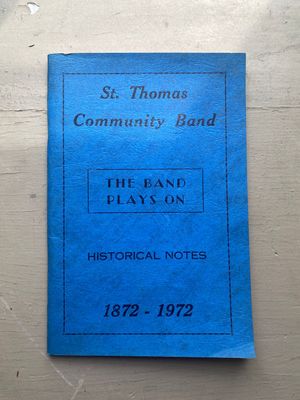 St. Thomas
Community Band
THE BAND
PLAYS ON
HISTORICAL NOTES
1872 - 1972